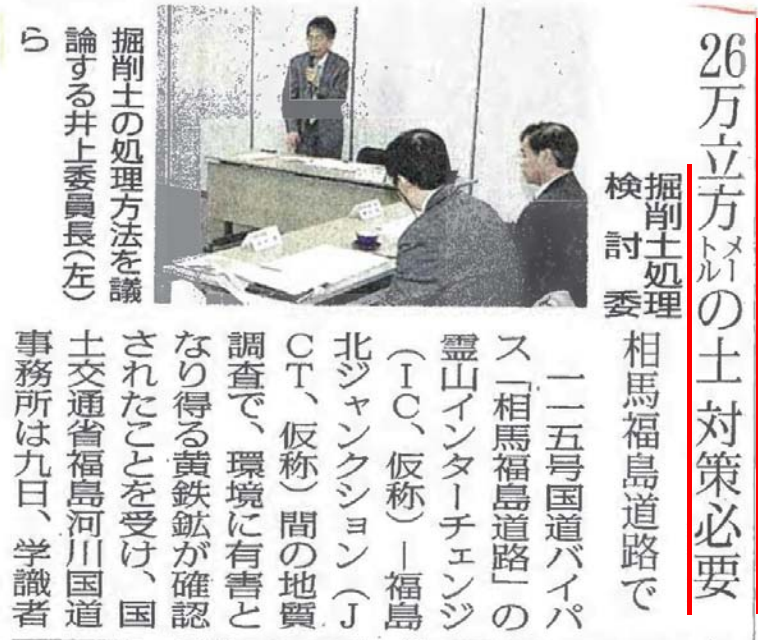 26万立方メートルの土 対策必要
掘削土処理
検討委
相馬福島道路で
掘削土の処理方法を議
論する井上委員長(左)
ら
一一五号国道バイパ
ス「相馬福島道路」の
霊山インターチェンジ
(IC、仮称)―福島
北ジャンクション(J
CT、仮称)間の地質
調査で、環境に有害と
なり得る黄鉄鉱が確認
されたことを受け、国
土交通省福島河川国道
事務所は九日、学識者